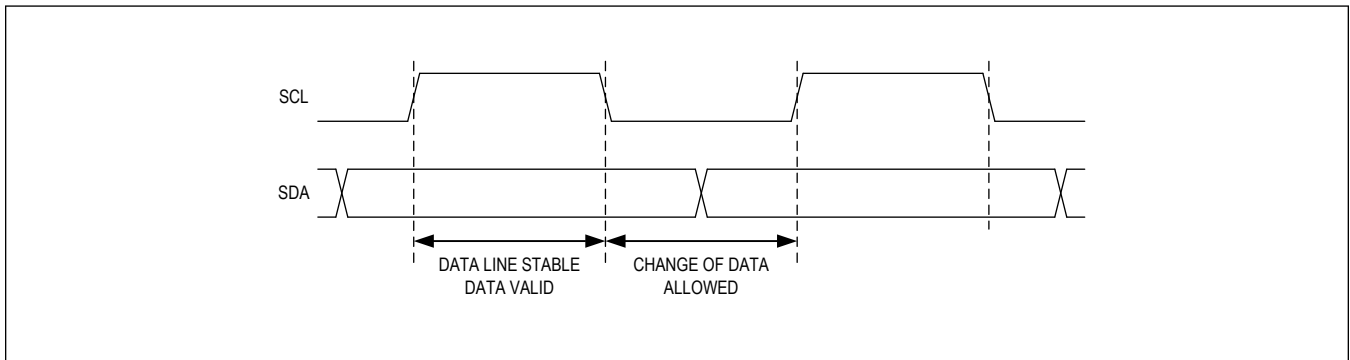 SCL
SDA
DATA LINE STABLE
DATA VALID
CHANGE OF DATA
ALLOWED